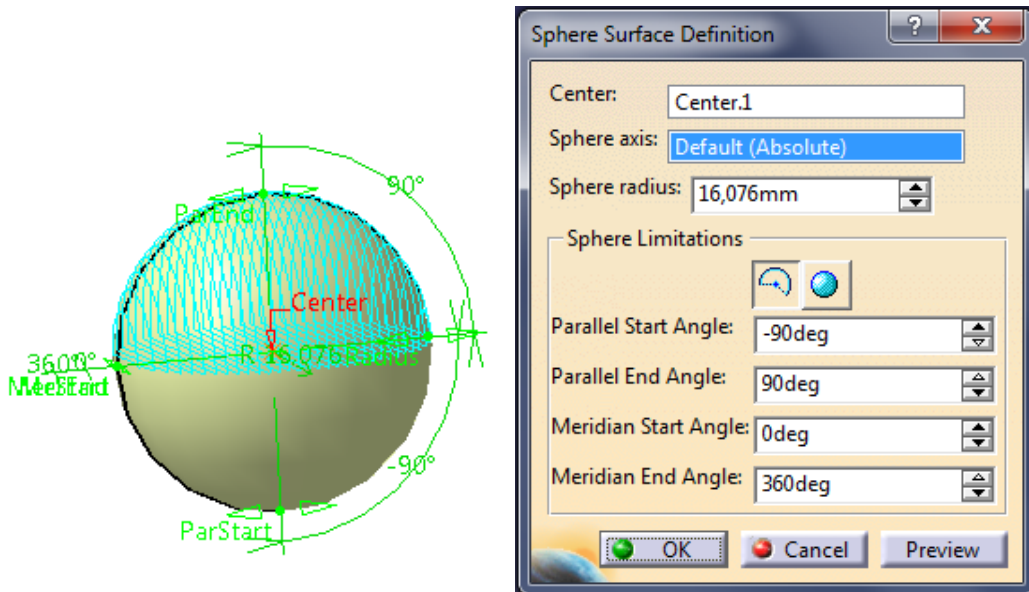 90°
ParEnd
Center
R 16,076
ParStart
-90°
Sphere Surface Definition
?
X
Center:
Center.1
Sphere axis:
Default (Absolute)
Sphere radius:
16,076mm
Sphere Limitations
Parallel Start Angle:
-90deg
Parallel End Angle:
90deg
Meridian Start Angle:
0deg
Meridian End Angle:
360deg
OK
Cancel
Preview